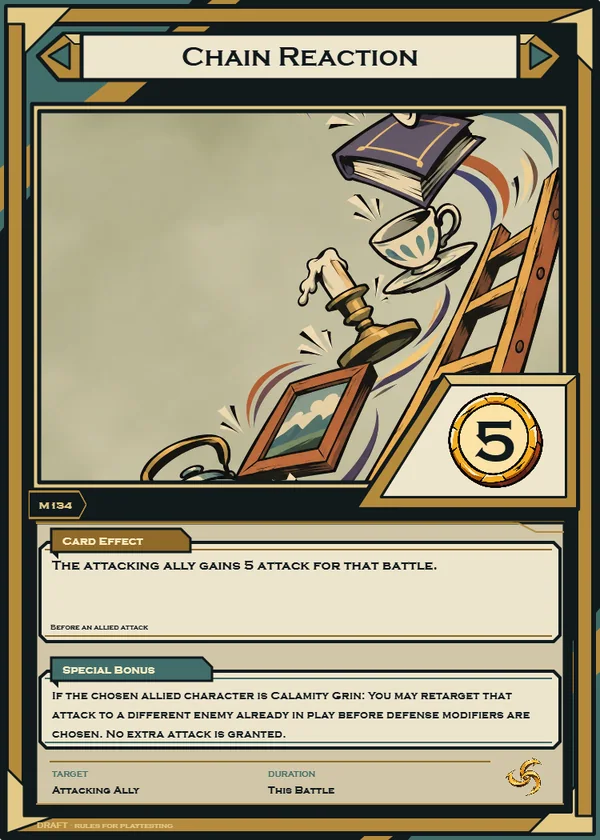 Chain Reaction
5
M134
Card Effect
The attacking ally gains 5 attack for that battle.
Before an allied attack
Special Bonus
If the chosen allied character is Calamity Grin: You may retarget that
attack to a different enemy already in play before defense modifiers are
chosen. No extra attack is granted.
Target
Duration
Attacking Ally
This Battle
DRAFT · Rules for playtesting